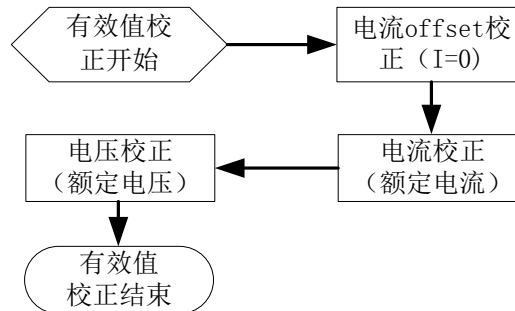 有效值校
正开始
电流offset校
正（I=0)
电流校正
（额定电流）
电压校正
（额定电压）
有效值
校正结束